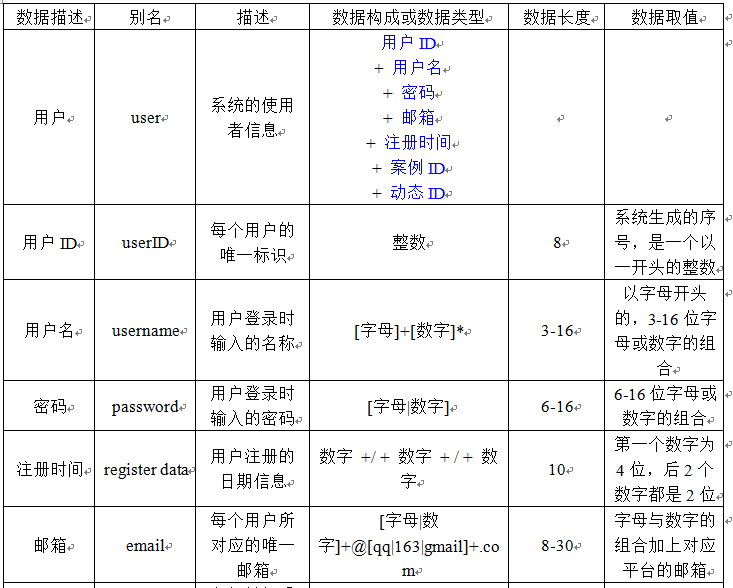 数据描述 别名 描述 数据构成或数据类型 数据长度 数据取值
用户 user 系统的使用
者信息
用户 ID
+ 用户名
+ 密码
+ 邮箱
+ 注册时间
+ 案例 ID
+ 动态 ID
用户 ID userID 每个用户的
唯一标识
整数 8 系统生成的序
号，是一个以
一开头的整数
用户名 username 用户登录时
输入的名称
[字母]+[数字]* 3-16 以字母开头
的，3-16 位字
母或数字的组
合
密码 password 用户登录时
输入的密码
[字母|数字] 6-16 6-16 位字母或
数字的组合
注册时间 register data 用户注册的
日期信息
数字 +/ + 数字 + / + 数
字
10 第一个数字为
4 位，后 2 个
数字都是 2 位
邮箱 email 每个用户所
对应的唯一
邮箱
[字母|数
字]+@[qq|163|gmail]+.co
m
8-30 字母与数字的
组合加上对应
平台的邮箱